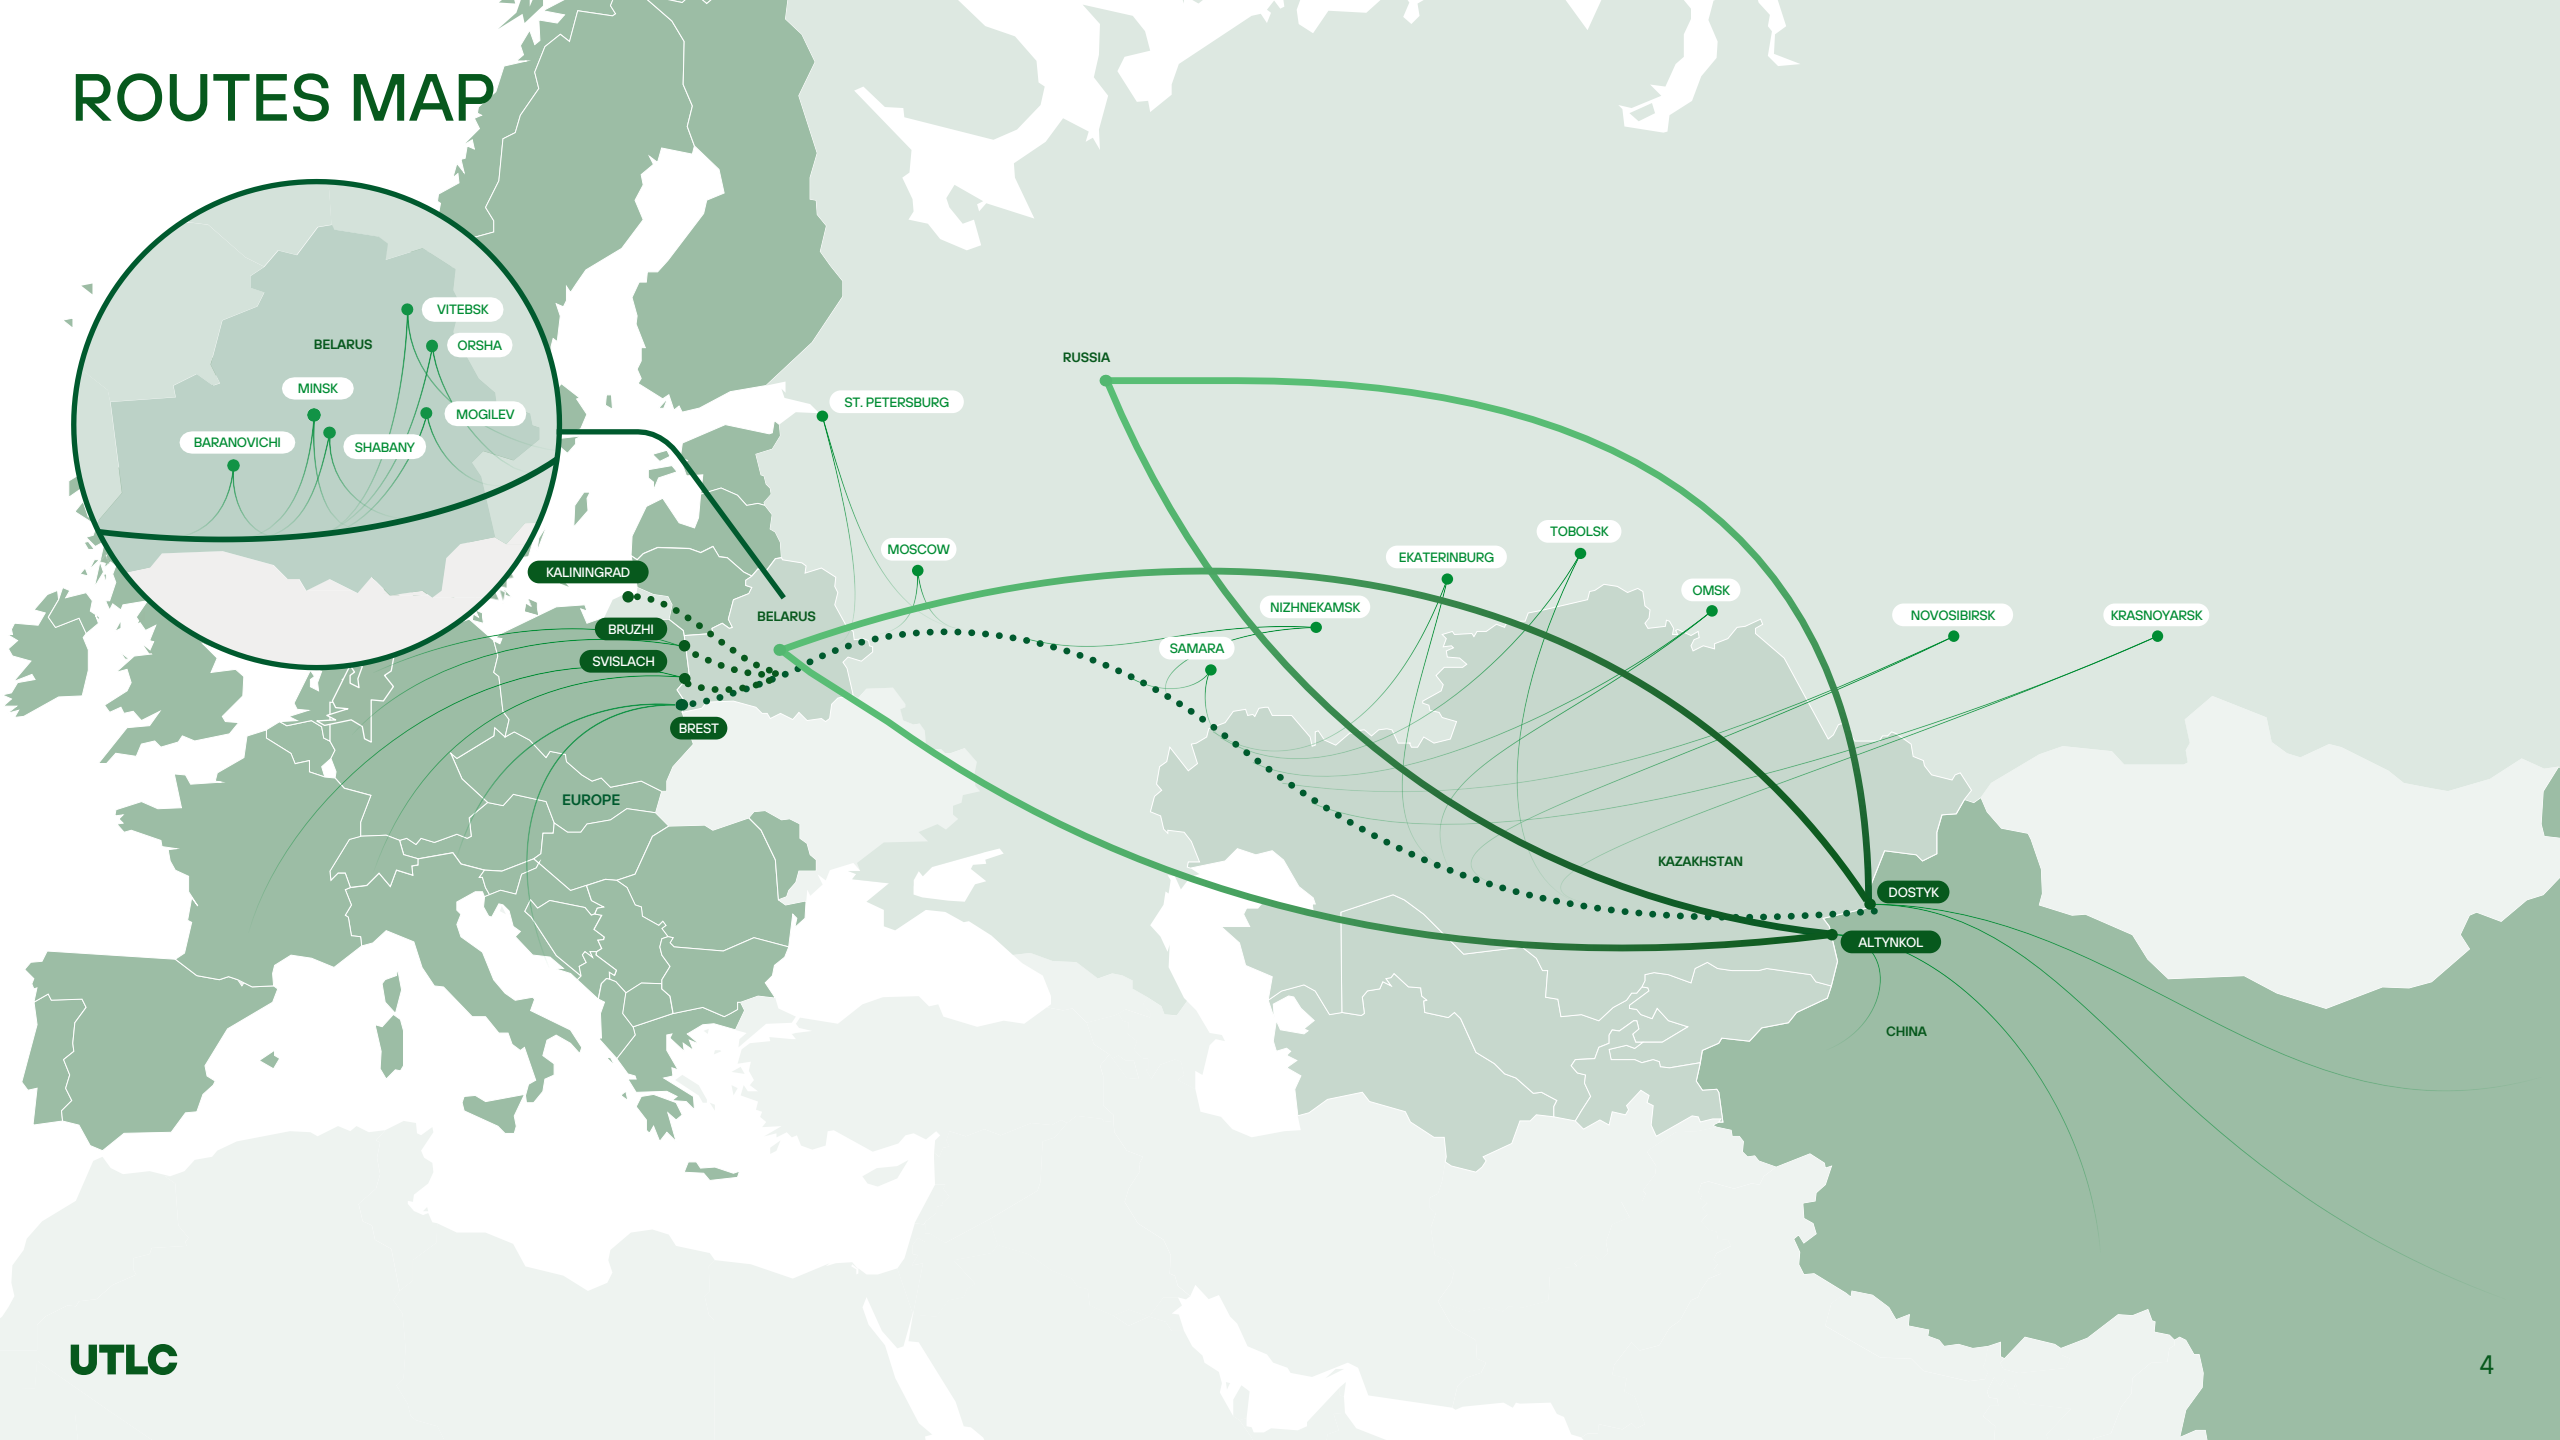 ROUTES MAP
VITEBSK
BELARUS
ORSHA
MINSK
MOGILEV
BARANOVICHI
SHABANY
RUSSIA
ST. PETERSBURG
MOSCOW
EKATERINBURG
TOBOLSK
OMSK
NIZHNEKAMSK
NOVOSIBIRSK
KRASNOYARSK
SAMARA
KALININGRAD
BELARUS
BRUZHI
SVISLACH
BREST
EUROPE
KAZAKHSTAN
DOSTYK
ALTYNKOL
CHINA
UTLC
4